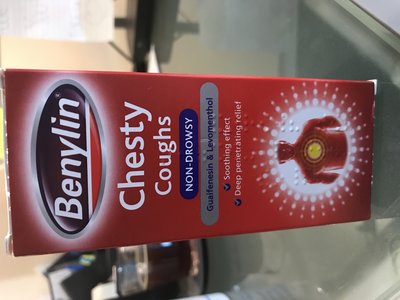 Benylin®
Chesty
Coughs
NON-DROWSY
Guaifenesin & Levomenthol
Soothing effect
Deep penetrating relief